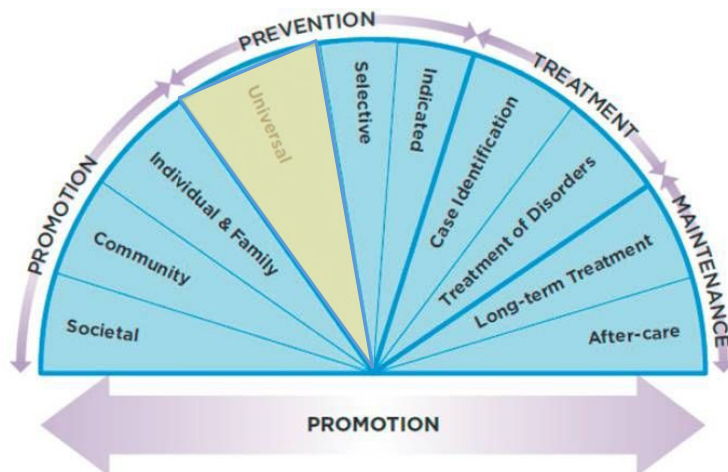 PROMOTION
PREVENTION
TREATMENT
MAINTENANCE
Societal
Community
Individual & Family
Universal
Selective
Indicated
Case Identification
Treatment of Disorders
Long-term Treatment
After-care
PROMOTION